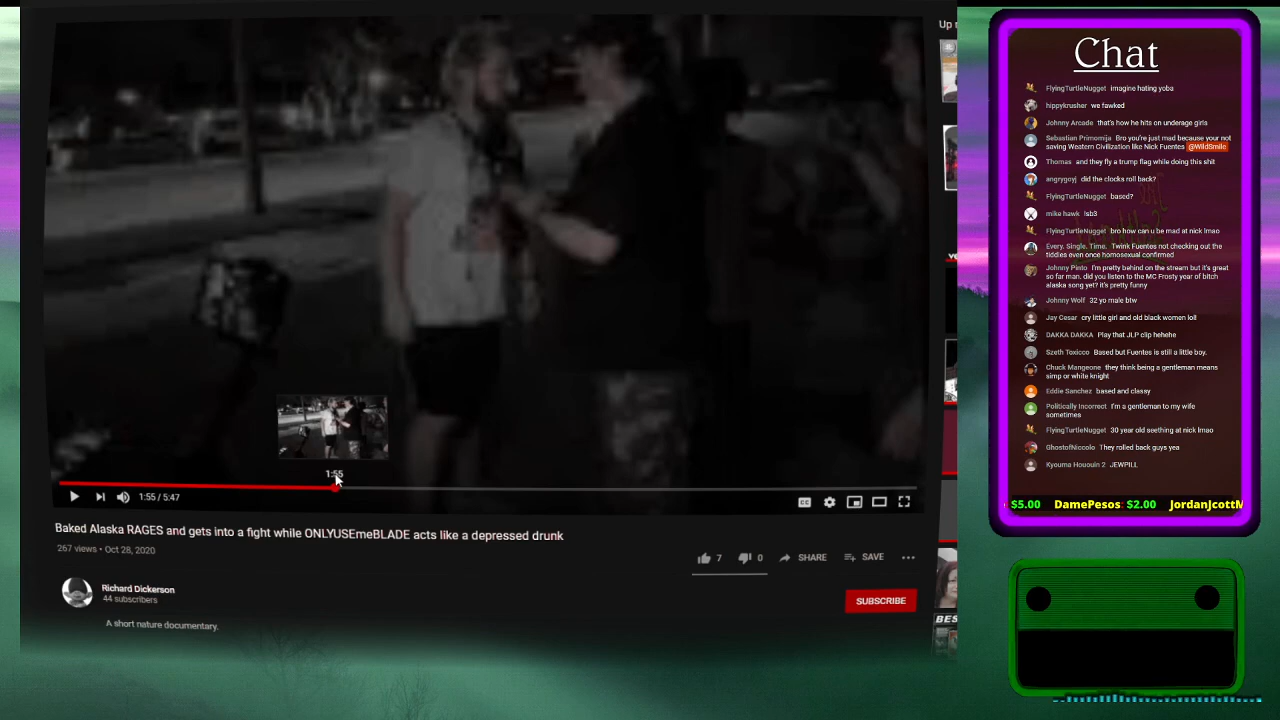 Up n
1:55
1:55 / 5:47
CC
Baked Alaska RAGES and gets into a fight while ONLYUSEmeBLADE acts like a depressed drunk
267 views • Oct 28, 2020
7
0
SHARE
SAVE
Richard Dickerson
44 subscribers
SUBSCRIBE
A short nature documentary.
BES
Chat
FlyingTurtleNugget imagine hating yoba
hippykrusher we fawked
Johnny Arcade that's how he hits on underage girls
Sebastian Primomija Bro you're just mad because your not
saving Weatern Civilization like Nick Fuentes @WildSmile
Thomas and they fly a trump flag while doing this shit
angrygoyj did the clocks roll back?
FlyingTurtleNugget based?
mike hawk !sb3
FlyingTurtleNugget bro how can u be mad at nick lmao
Every. Single. Time. Twink Fuentes not checking out the
tiddies even once homosexual confirmed
Johnny Pinto I'm pretty behind on the stream but it's great
so far man. did you listen to the MC Frosty year of bitch
alaska song yet? it's pretty funny
Johnny Wolf 32 yo male btw
Jay Cesar cry little girl and old black women loll
DAKKA DAKKA Play that JLP clip hehehe
Szeth Toxicco Based but Fuentes is still a little boy.
Chuck Mangeone they think being a gentleman means
simp or white knight
Eddie Sanchez based and classy
Politically Incorrect I'm a gentleman to my wife
sometimes
FlyingTurtleNugget 30 year old seething at nick lmao
GhostofNiccolo They rolled back guys yea
Kyouma Hououin 2 JEWPILL
$5.00 DamePesos: $2.00 JordanJcottM